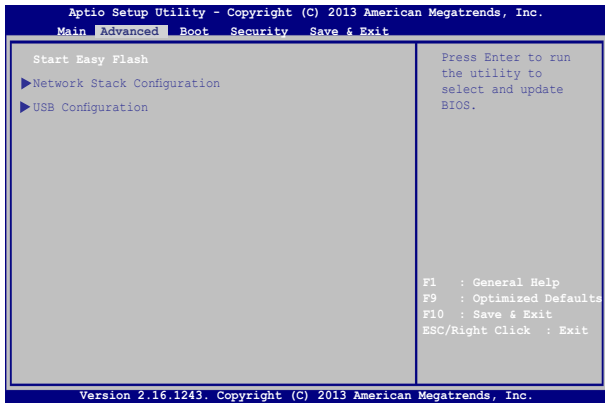 Aptio Setup Utility - Copyright (C) 2013 American Megatrends, Inc.
Main Advanced Boot Security Save & Exit
Start Easy Flash
Network Stack Configuration
USB Configuration
Press Enter to run
the utility to
select and update
BIOS.
F1 : General Help
F9 : Optimized Defaults
F10 : Save & Exit
ESC/Right Click : Exit
Version 2.16.1243. Copyright (C) 2013 American Megatrends, Inc.